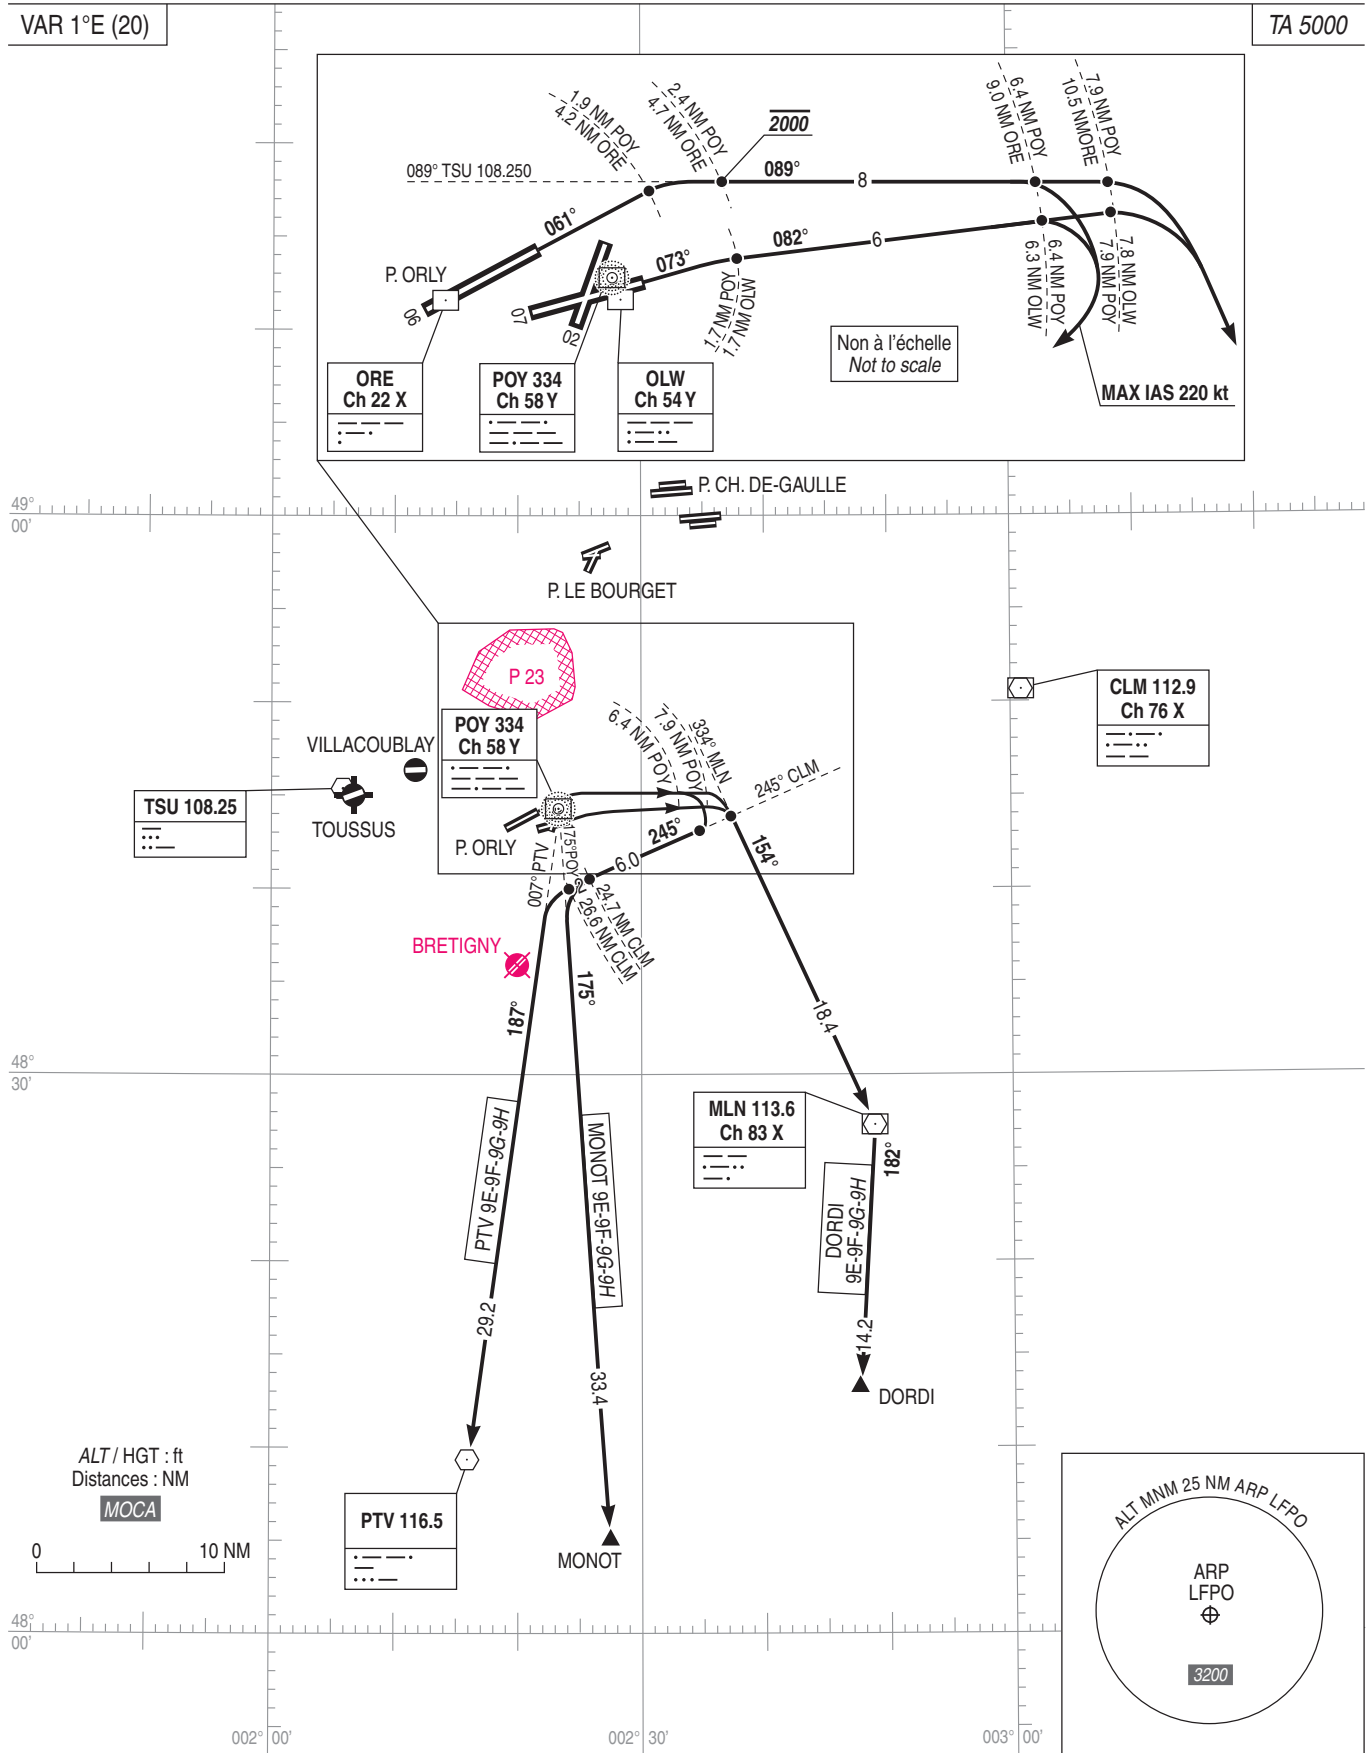 VAR 1°E (20)
TA 5000
1.9 NM POY
4.2 NM ORE
2.4 NM POY
4.7 NM ORE
2000
6.4 NM POY
9.0 NM ORE
7.9 NM POY
10.5 NMORE
089° TSU 108.250
089°
8
061°
082°
6
073°
P. ORLY
06
07
02
1.7 NM POY
1.7 NM OLW
6.4 NM POY
6.3 NM OLW
7.8 NM OLW
7.9 NM POY
Non à l'échelle
Not to scale
MAX IAS 220 kt
ORE
Ch 22 X
POY 334
Ch 58 Y
OLW
Ch 54 Y
P. CH. DE-GAULLE
49°
00'
P. LE BOURGET
P 23
POY 334
Ch 58 Y
VILLACOUBLAY
TSU 108.25
TOUSSUS
P. ORLY
6.4 NM POY
7.9 NM POY
334° MLN
245° CLM
CLM 112.9
Ch 76 X
245°
6.0
154°
007° PTV
175°POY
2
24.7 NM CLM
26.6 NM CLM
BRETIGNY
187°
175°
18.4
48°
30'
MLN 113.6
Ch 83 X
182°
PTV 9E-9F-9G-9H
MONOT 9E-9F-9G-9H
DORDI
9E-9F-9G-9H
29.2
33.4
14.2
DORDI
ALT / HGT : ft
Distances : NM
MOCA
0
10 NM
PTV 116.5
MONOT
ALT MNM 25 NM ARP LFPO
ARP
LFPO
3200
48°
00'
002° 00'
002° 30'
003° 00'